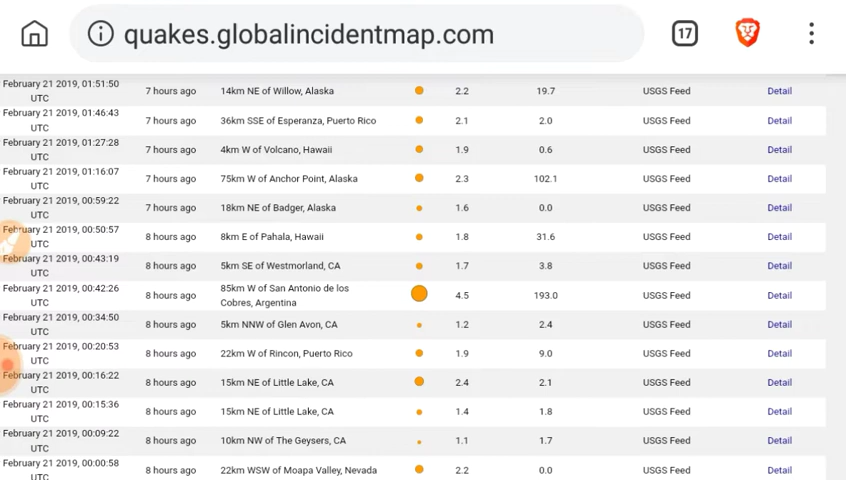 quakes.globalincidentmap.com
17
February 21 2019, 01:51:50 UTC 7 hours ago 14km NE of Willow, Alaska 2.2 19.7 USGS Feed Detail
February 21 2019, 01:46:43 UTC 7 hours ago 36km SSE of Esperanza, Puerto Rico 2.1 2.0 USGS Feed Detail
February 21 2019, 01:27:28 UTC 7 hours ago 4km W of Volcano, Hawaii 1.9 0.6 USGS Feed Detail
February 21 2019, 01:16:07 UTC 7 hours ago 75km W of Anchor Point, Alaska 2.3 102.1 USGS Feed Detail
February 21 2019, 00:59:22 UTC 7 hours ago 18km NE of Badger, Alaska 1.6 0.0 USGS Feed Detail
February 21 2019, 00:50:57 UTC 8 hours ago 8km E of Pahala, Hawaii 1.8 31.6 USGS Feed Detail
February 21 2019, 00:43:19 UTC 8 hours ago 5km SE of Westmorland, CA 1.7 3.8 USGS Feed Detail
February 21 2019, 00:42:26 UTC 8 hours ago 85km W of San Antonio de los Cobres, Argentina 4.5 193.0 USGS Feed Detail
February 21 2019, 00:34:50 UTC 8 hours ago 5km NNW of Glen Avon, CA 1.2 2.4 USGS Feed Detail
February 21 2019, 00:20:53 UTC 8 hours ago 22km W of Rincon, Puerto Rico 1.9 9.0 USGS Feed Detail
February 21 2019, 00:16:22 UTC 8 hours ago 15km NE of Little Lake, CA 2.4 2.1 USGS Feed Detail
February 21 2019, 00:15:36 UTC 8 hours ago 15km NE of Little Lake, CA 1.4 1.8 USGS Feed Detail
February 21 2019, 00:09:22 UTC 8 hours ago 10km NW of The Geysers, CA 1.1 1.7 USGS Feed Detail
February 21 2019, 00:00:58 UTC 8 hours ago 22km WSW of Moapa Valley, Nevada 2.2 0.0 USGS Feed Detail